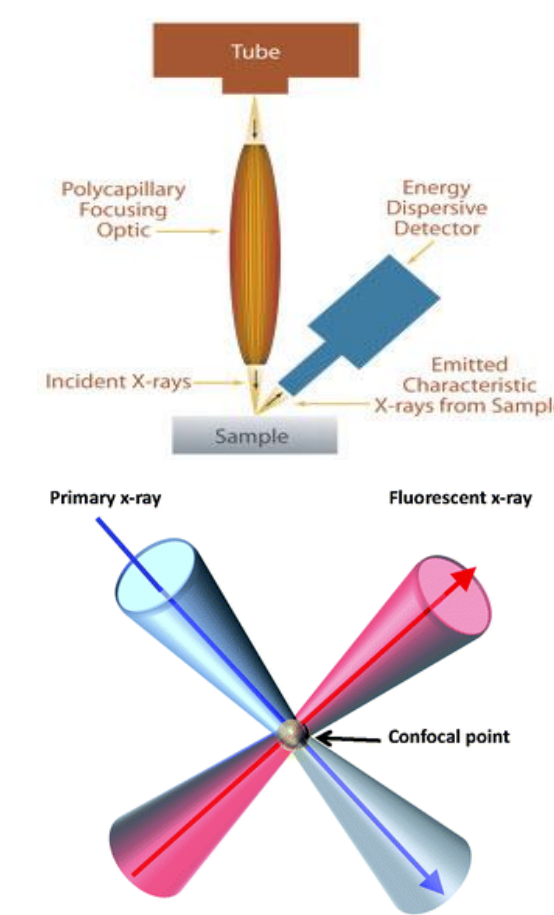 Tube
Polycapillary
Focusing
Optic
Energy
Dispersive
Detector
Incident X-rays
Emitted
Characteristic
X-rays from Sampl
Sample
Primary x-ray
Fluorescent x-ray
Confocal point